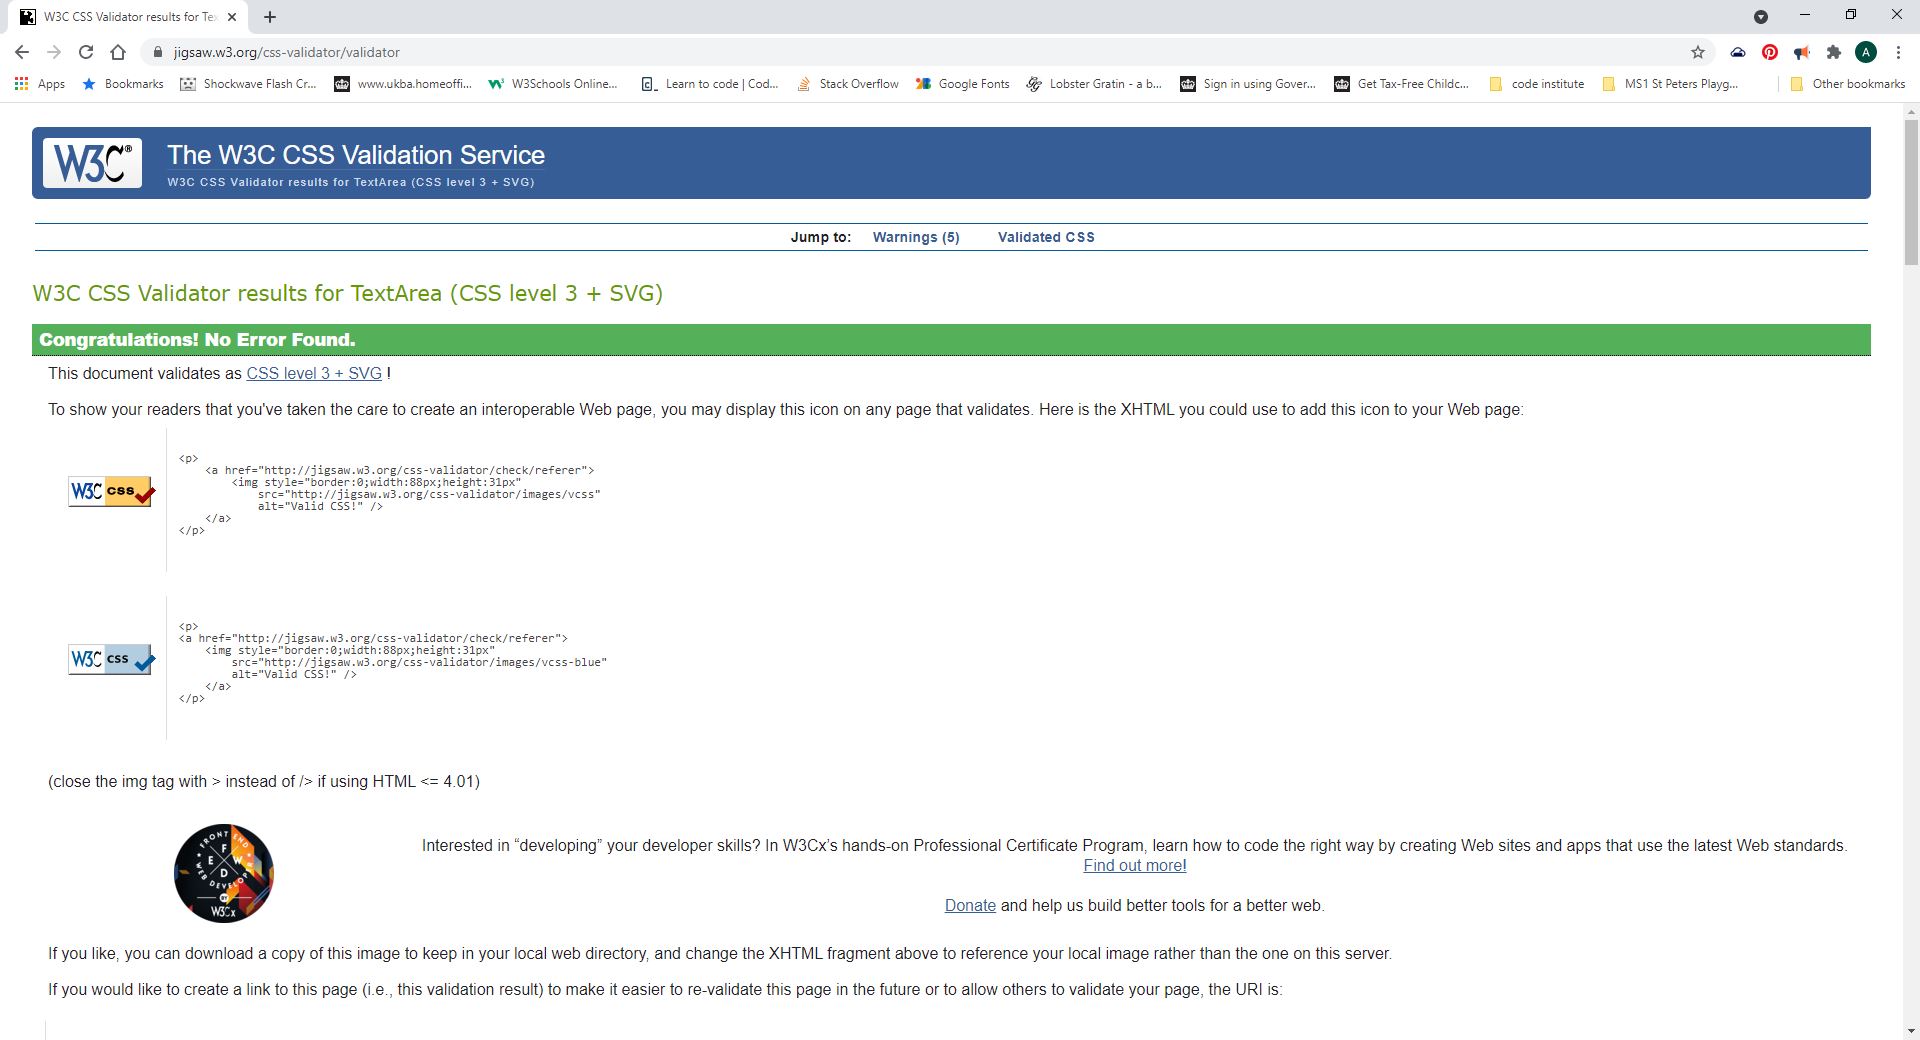 W3C CSS Validator results for Tex
jigsaw.w3.org/css-validator/validator
A
Apps Bookmarks Shockwave Flash Cr... www.ukba.homeoffi... W3Schools Online... Learn to code | Cod... Stack Overflow Google Fonts Lobster Gratin - a b... Sign in using Gover... Get Tax-Free Childc... code institute MS1 St Peters Playg... Other bookmarks
W3C® The W3C CSS Validation Service
W3C CSS Validator results for TextArea (CSS level 3 + SVG)
Jump to: Warnings (5) Validated CSS
W3C CSS Validator results for TextArea (CSS level 3 + SVG)
Congratulations! No Error Found.
This document validates as CSS level 3 + SVG !
To show your readers that you've taken the care to create an interoperable Web page, you may display this icon on any page that validates. Here is the XHTML you could use to add this icon to your Web page:
W3C css
<p>
<a href="http://jigsaw.w3.org/css-validator/check/referer">
<img style="border:0;width:88px;height:31px"
src="http://jigsaw.w3.org/css-validator/images/vcss"
alt="Valid CSS!" />
</a>
</p>
W3C css
<p>
<a href="http://jigsaw.w3.org/css-validator/check/referer">
<img style="border:0;width:88px;height:31px"
src="http://jigsaw.w3.org/css-validator/images/vcss-blue"
alt="Valid CSS!" />
</a>
</p>
(close the img tag with > instead of /> if using HTML <= 4.01)
FRONT END
F E W D
WEB DEVELOPER
W3Cx
Interested in “developing” your developer skills? In W3Cx’s hands-on Professional Certificate Program, learn how to code the right way by creating Web sites and apps that use the latest Web standards.
Find out more!
Donate and help us build better tools for a better web.
If you like, you can download a copy of this image to keep in your local web directory, and change the XHTML fragment above to reference your local image rather than the one on this server.
If you would like to create a link to this page (i.e., this validation result) to make it easier to re-validate this page in the future or to allow others to validate your page, the URI is: